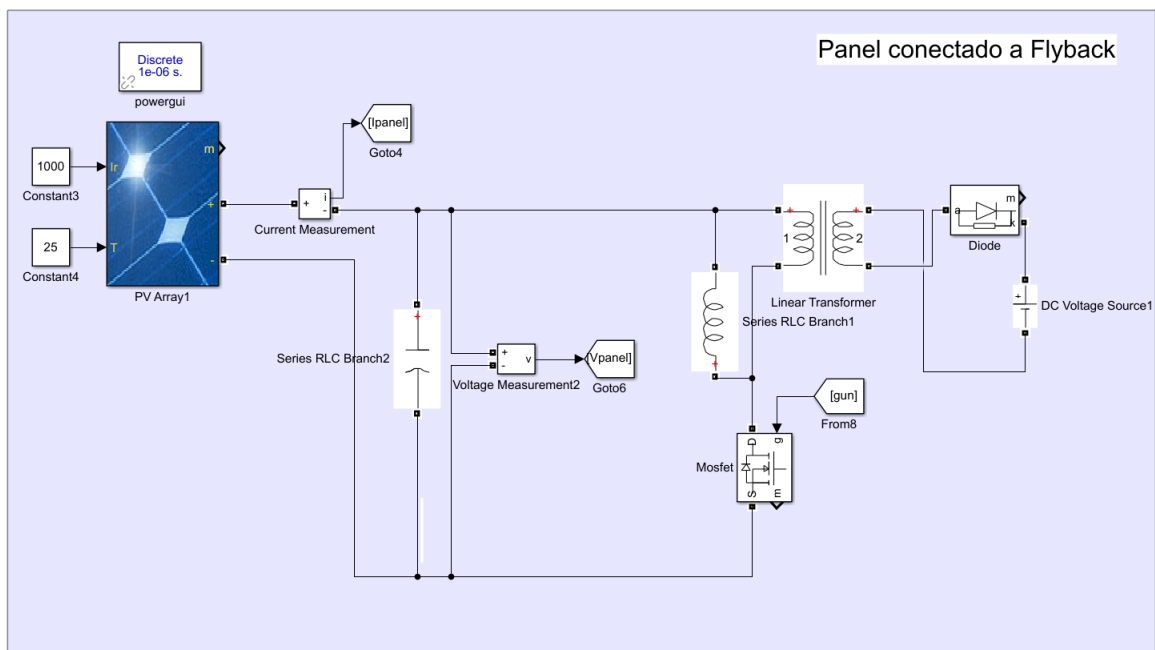 Panel conectado a Flyback
Discrete
1e-06 s.
powergui
[Ipanel]
Goto4
1000
Constant3
Ir
m
+
T
-
PV Array1
25
Constant4
+
i
-
Current Measurement
+
1
+
2
Linear Transformer
a
m
k
Diode
+
DC Voltage Source1
+
Series RLC Branch2
+
-
v
Voltage Measurement2
[Vpanel]
Goto6
Series RLC Branch1
+
[gun]
From8
Mosfet
D
g
S
m